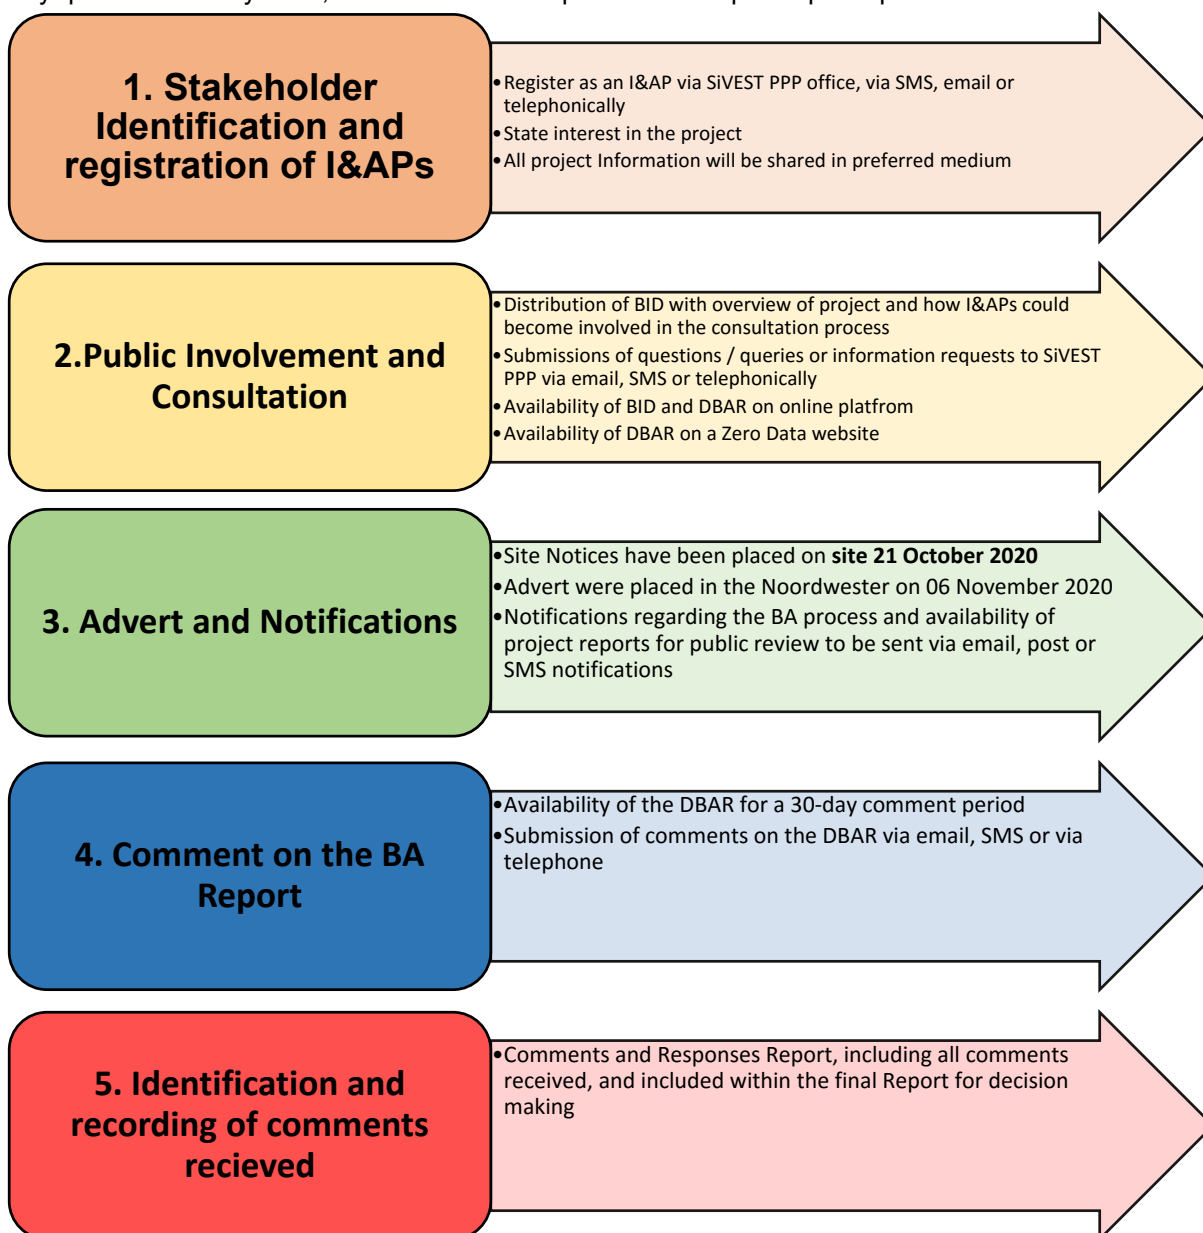 1. Stakeholder
Identification and
registration of I&APs
•Register as an I&AP via SiVEST PPP office, via SMS, email or
telephonically
•State interest in the project
•All project Information will be shared in preferred medium
2.Public Involvement and
Consultation
•Distribution of BID with overview of project and how I&APs could
become involved in the consultation process
•Submissions of questions / queries or information requests to SiVEST
PPP via email, SMS or telephonically
•Availability of BID and DBAR on online platfrom
•Availability of DBAR on a Zero Data website
3. Advert and Notifications
•Site Notices have been placed on site 21 October 2020
•Advert were placed in the Noordwester on 06 November 2020
•Notifications regarding the BA process and availability of
project reports for public review to be sent via email, post or
SMS notifications
4. Comment on the BA
Report
•Availability of the DBAR for a 30-day comment period
•Submission of comments on the DBAR via email, SMS or via
telephone
5. Identification and
recording of comments
recieved
•Comments and Responses Report, including all comments
received, and included within the final Report for decision
making